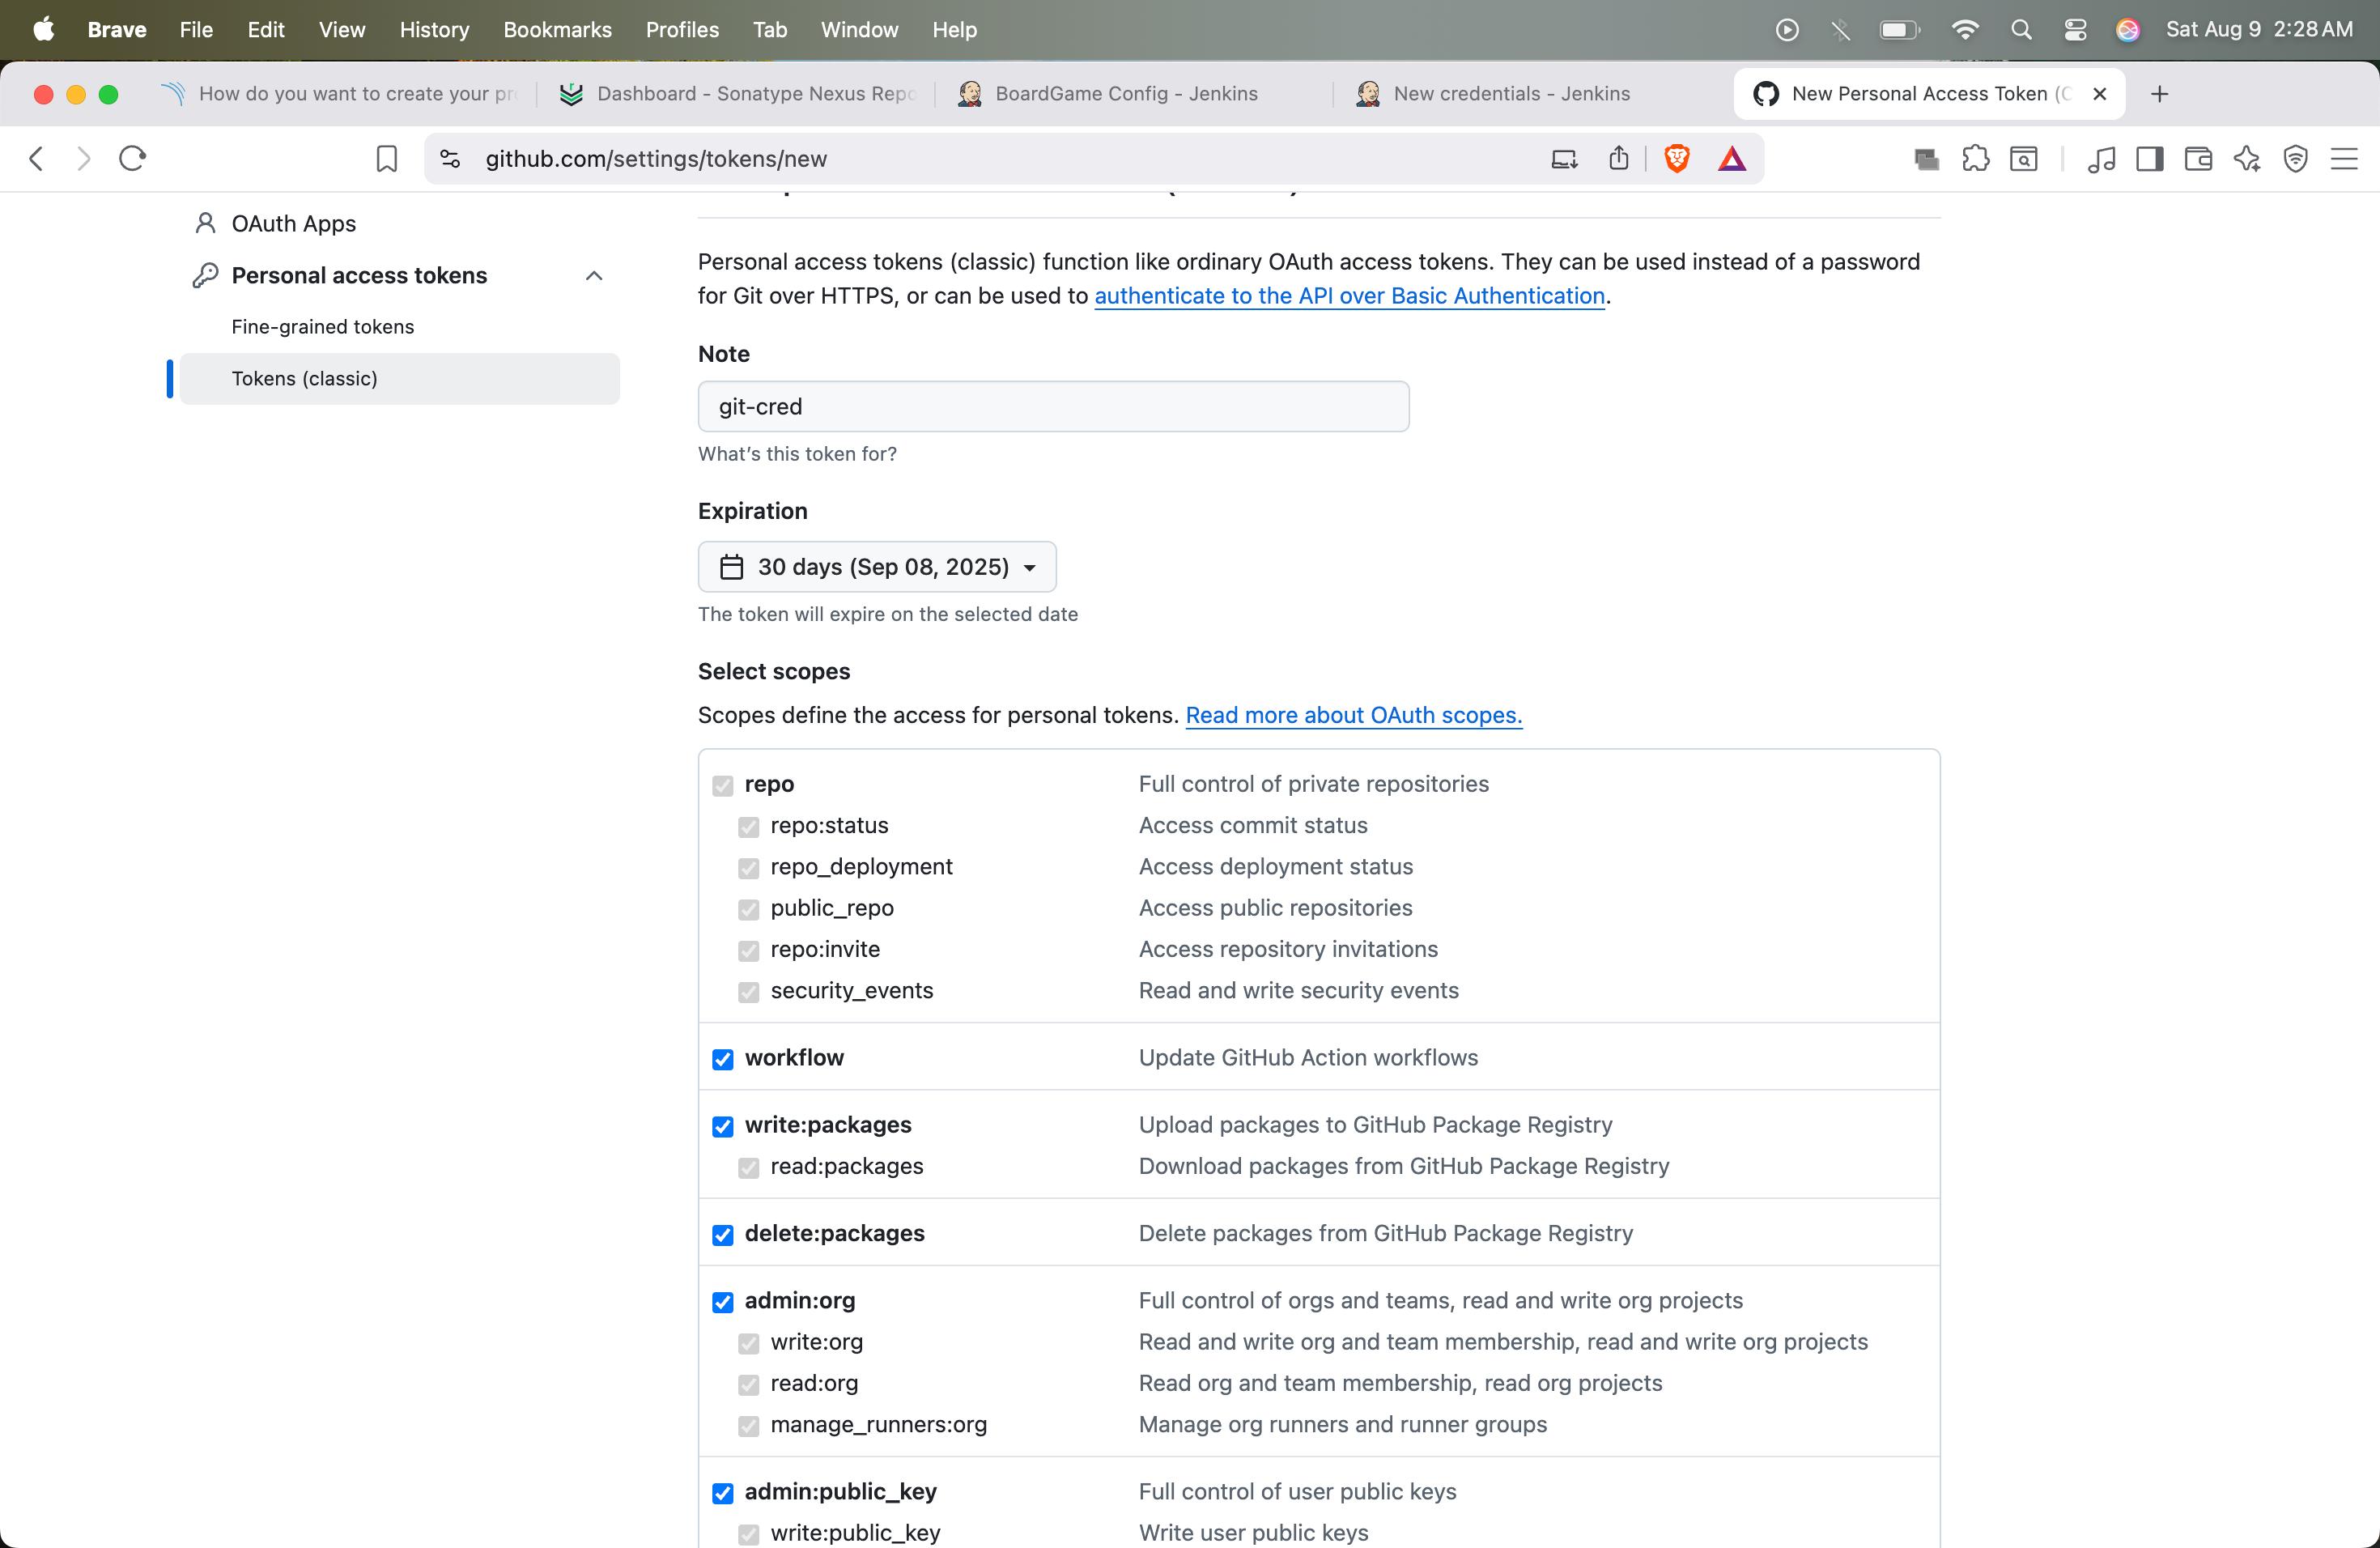 Brave File Edit View History Bookmarks Profiles Tab Window Help Sat Aug 9 2:28 AM
How do you want to create your pr Dashboard - Sonatype Nexus Repo BoardGame Config - Jenkins New credentials - Jenkins New Personal Access Token (C
github.com/settings/tokens/new
OAuth Apps
Personal access tokens
Fine-grained tokens
Tokens (classic)
Personal access tokens (classic) function like ordinary OAuth access tokens. They can be used instead of a password
for Git over HTTPS, or can be used to authenticate to the API over Basic Authentication.
Note
git-cred
What's this token for?
Expiration
30 days (Sep 08, 2025)
The token will expire on the selected date
Select scopes
Scopes define the access for personal tokens. Read more about OAuth scopes.
repo Full control of private repositories
repo:status Access commit status
repo_deployment Access deployment status
public_repo Access public repositories
repo:invite Access repository invitations
security_events Read and write security events
workflow Update GitHub Action workflows
write:packages Upload packages to GitHub Package Registry
read:packages Download packages from GitHub Package Registry
delete:packages Delete packages from GitHub Package Registry
admin:org Full control of orgs and teams, read and write org projects
write:org Read and write org and team membership, read and write org projects
read:org Read org and team membership, read org projects
manage_runners:org Manage org runners and runner groups
admin:public_key Full control of user public keys
write:public_key Write user public keys